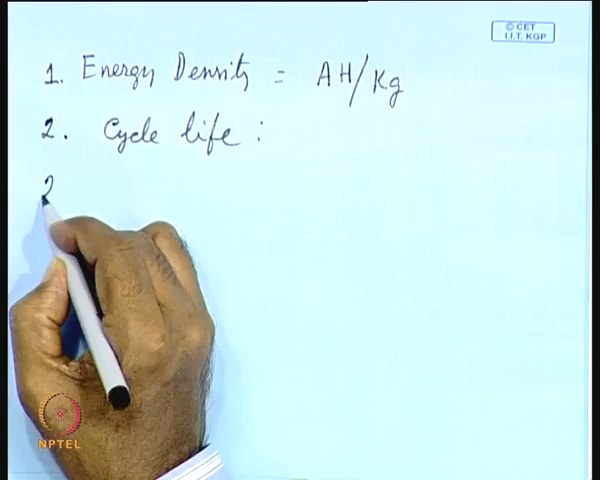 © CET
I.I.T. KGP
1. Energy Density = AH/Kg
2. Cycle life :
NPTEL